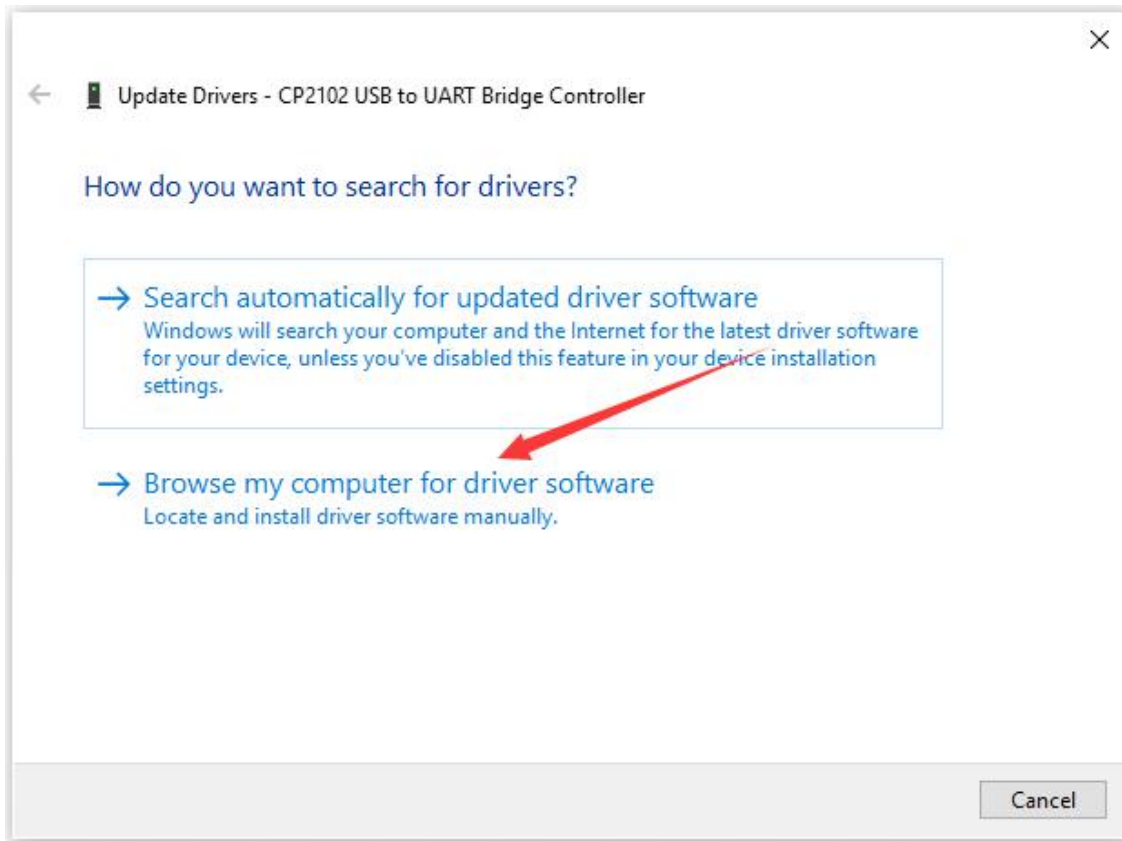 Update Drivers - CP2102 USB to UART Bridge Controller
How do you want to search for drivers?
Search automatically for updated driver software
Windows will search your computer and the Internet for the latest driver software
for your device, unless you've disabled this feature in your device installation
settings.
Browse my computer for driver software
Locate and install driver software manually.
Cancel